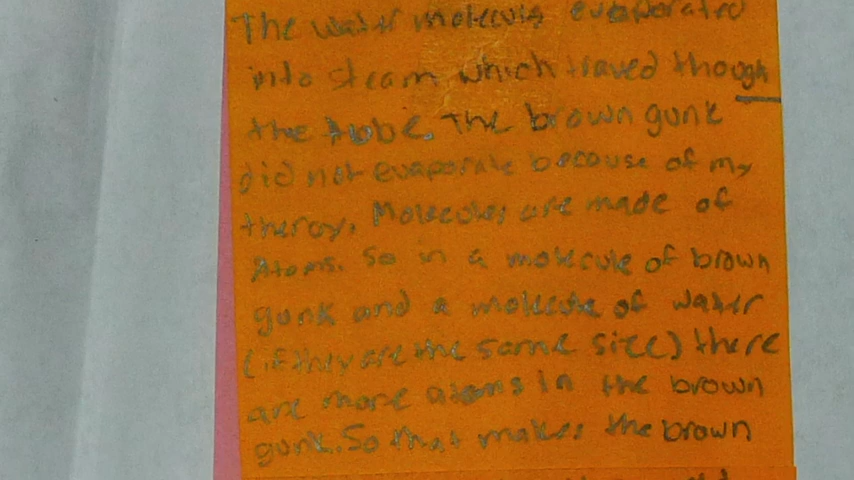 The water molecule evaporated
into steam which traved though
the tube. The brown gunk
did not evaporate because of my
theroy. Molecules are made of
Atoms. So in a molecule of brown
gunk and a molecule of water
(if they are the same size) there
are more atoms in the brown
gunk. So that makes the brown